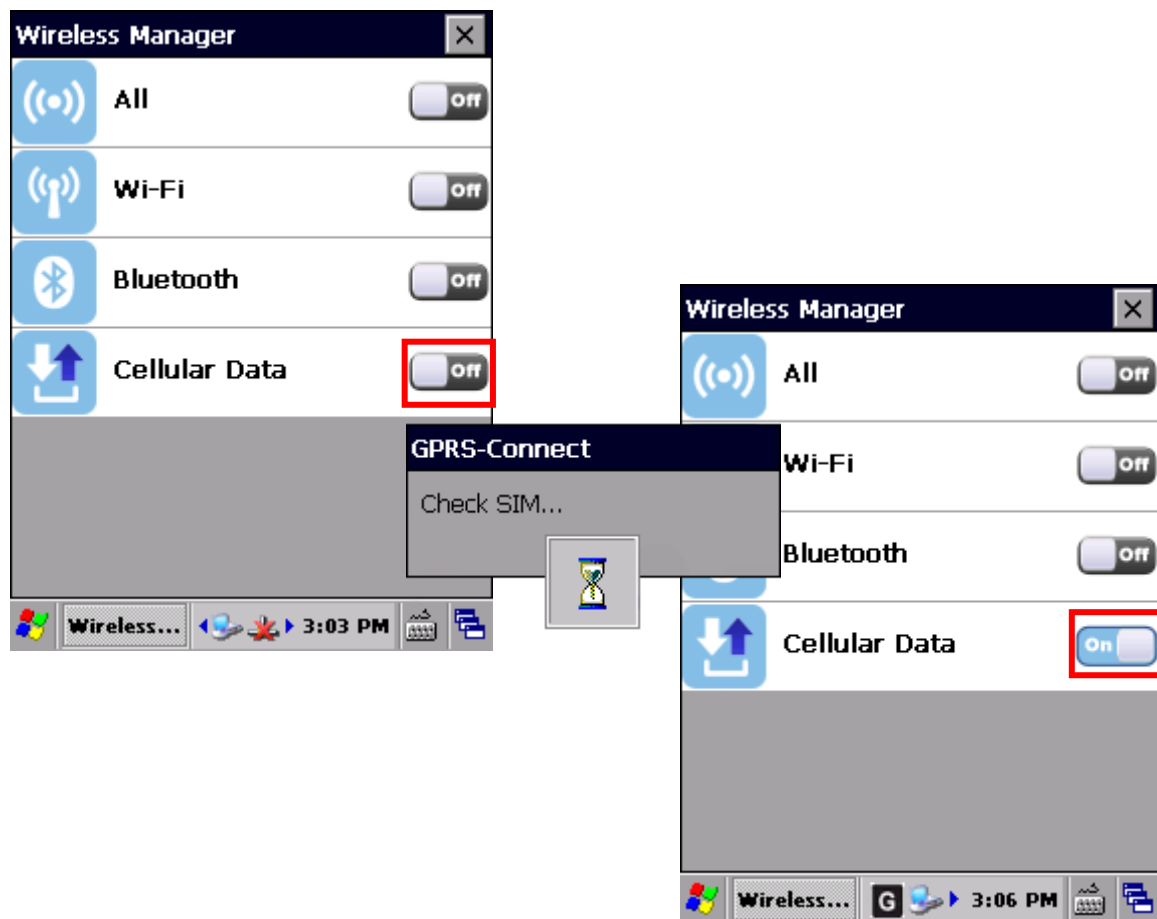 Wireless Manager
All
Off
Wi-Fi
Off
Bluetooth
Off
Cellular Data
Off
Wireless...
3:03 PM
GPRS-Connect
Check SIM...
Wireless Manager
All
Off
Wi-Fi
Off
Bluetooth
Off
Cellular Data
On
Wireless...
G
3:06 PM